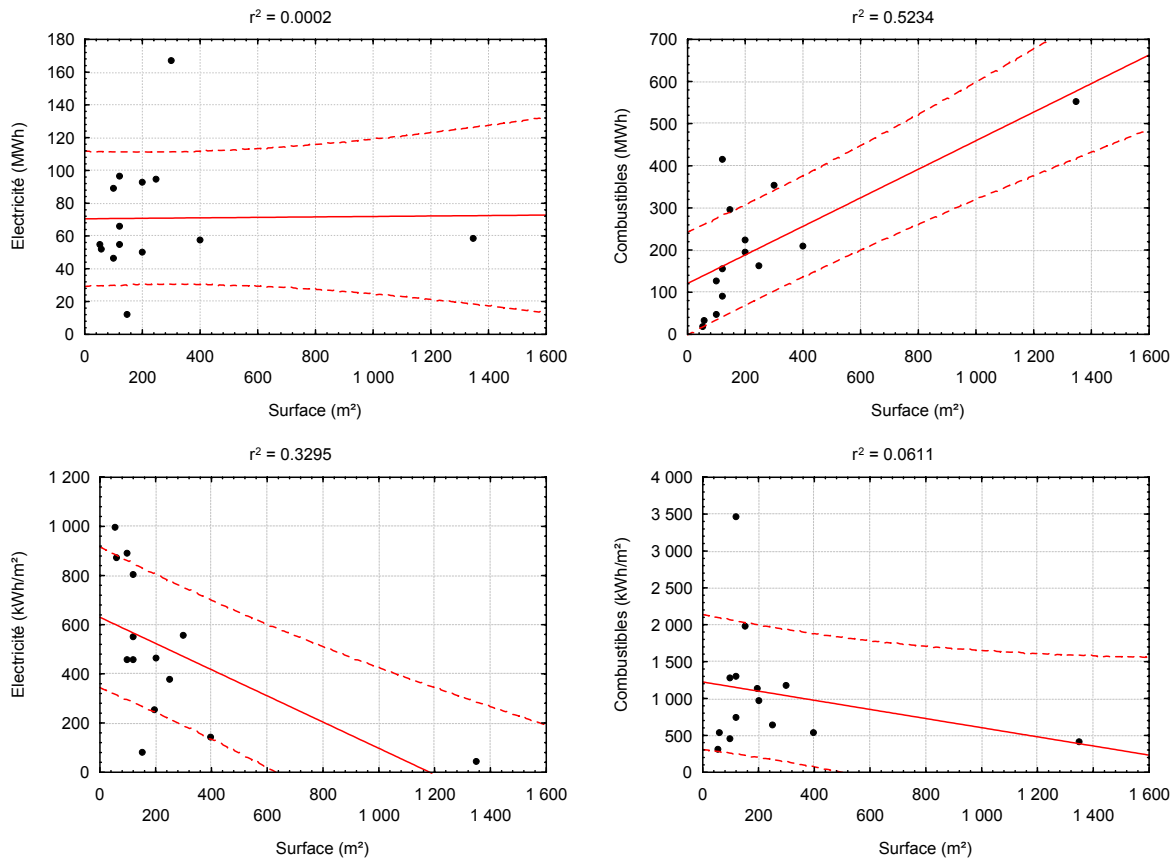 r² = 0.0002
180
160
140
120
100
80
60
40
20
0
Electricité (MWh)
0 400 800 1 200 1 600
200 600 1 000 1 400
Surface (m²)
r² = 0.5234
700
600
500
400
300
200
100
0
Combustibles (MWh)
0 400 800 1 200 1 600
200 600 1 000 1 400
Surface (m²)
r² = 0.3295
1 200
1 000
800
600
400
200
0
Electricité (kWh/m²)
0 400 800 1 200 1 600
200 600 1 000 1 400
Surface (m²)
r² = 0.0611
4 000
3 500
3 000
2 500
2 000
1 500
1 000
500
0
Combustibles (kWh/m²)
0 400 800 1 200 1 600
200 600 1 000 1 400
Surface (m²)